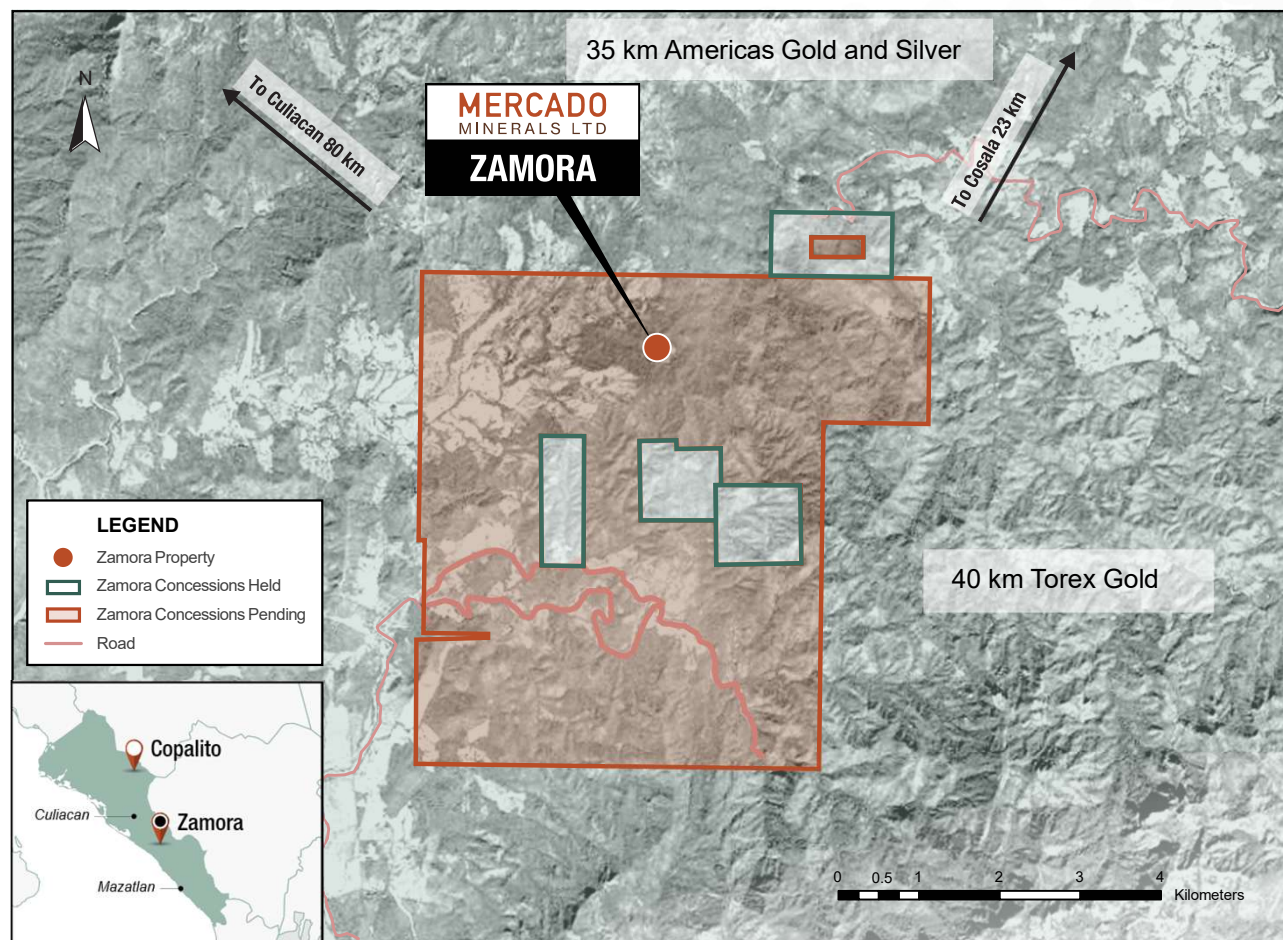 35 km Americas Gold and Silver
N
To Culiacan 80 km
To Cosala 23 km
MERCADO
MINERALS LTD
ZAMORA
LEGEND
Zamora Property
Zamora Concessions Held
Zamora Concessions Pending
Road
40 km Torex Gold
Copalito
Culiacan
Zamora
Mazatlan
0 0.5 1 2 3 4
Kilometers